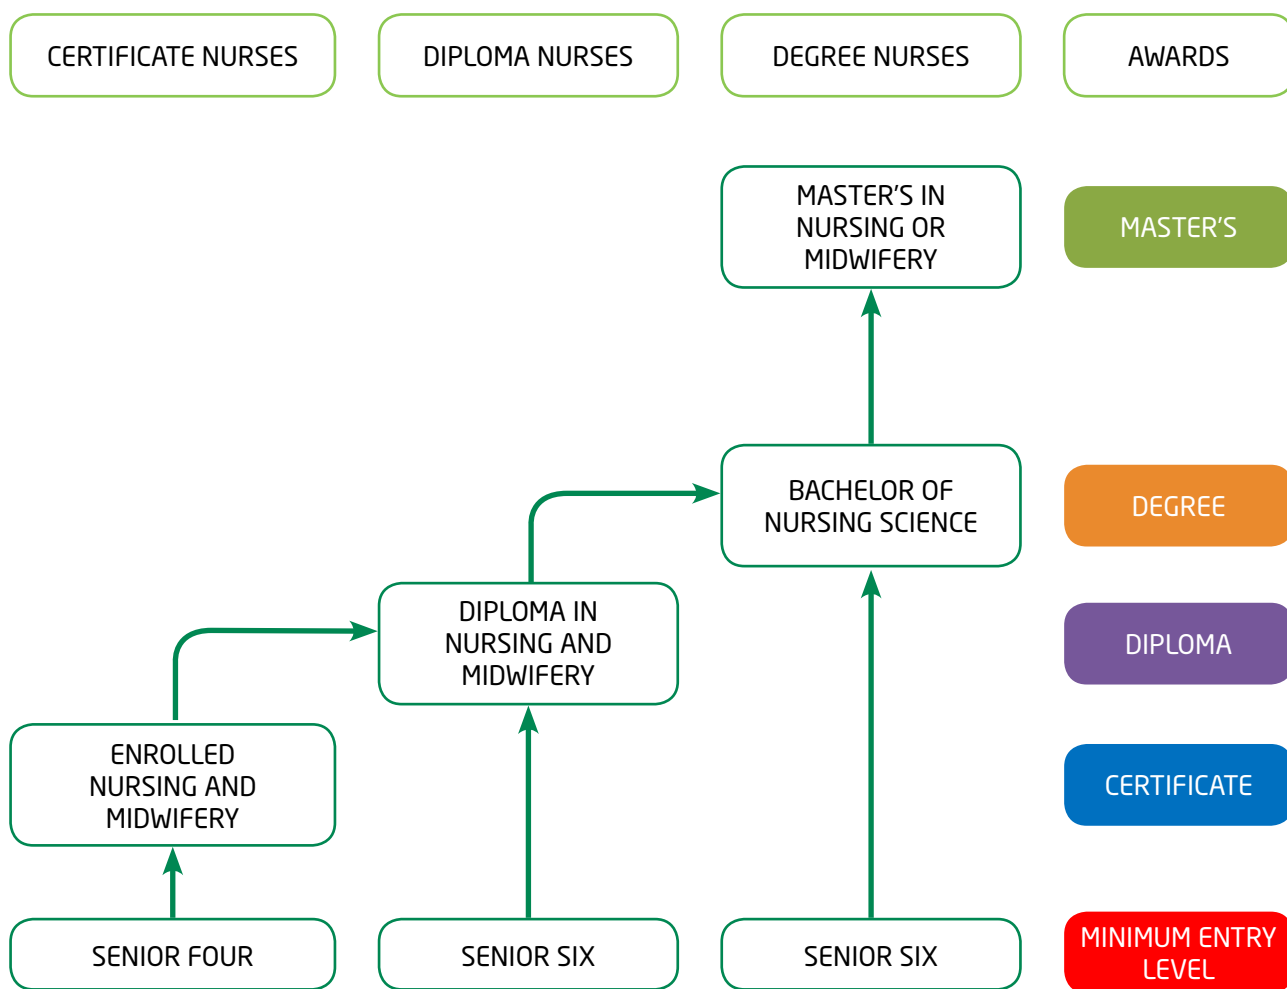 CERTIFICATE NURSES
DIPLOMA NURSES
DEGREE NURSES
AWARDS
MASTER'S IN
NURSING OR
MIDWIFERY
MASTER'S
BACHELOR OF
NURSING SCIENCE
DEGREE
DIPLOMA IN
NURSING AND
MIDWIFERY
DIPLOMA
ENROLLED
NURSING AND
MIDWIFERY
CERTIFICATE
SENIOR FOUR
SENIOR SIX
SENIOR SIX
MINIMUM ENTRY
LEVEL